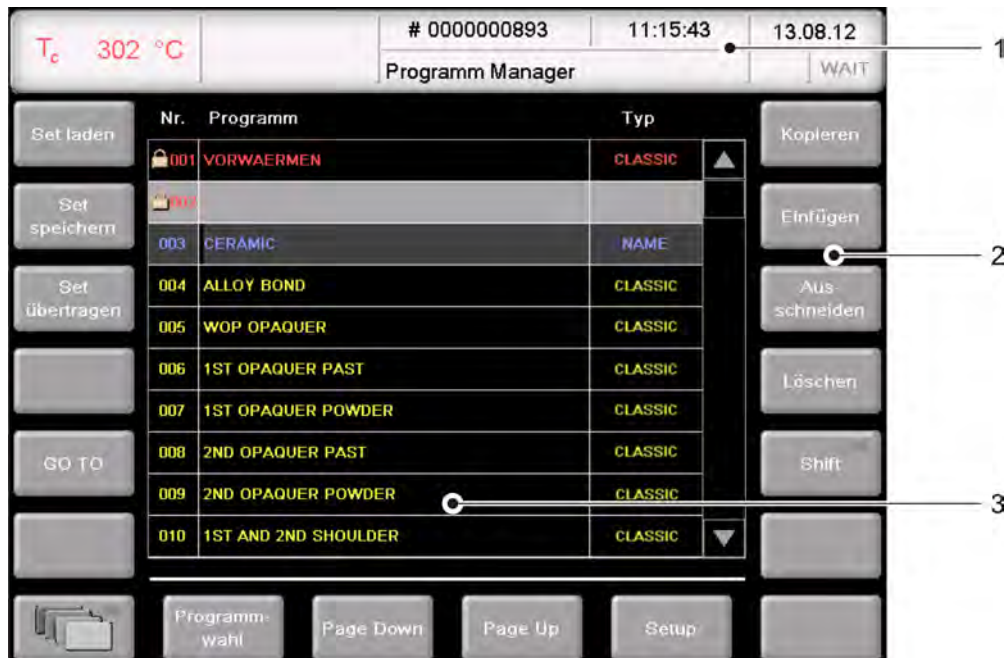 Tc 302 °C
# 0000000893
11:15:43
13.08.12
Programm Manager
WAIT
1
Set laden
Set
speichern
Set
übertragen
GO TO
Nr. Programm Typ
001 VORWAERMEN CLASSIC
002
003 CERAMIC NAME
004 ALLOY BOND CLASSIC
005 WOP OPAQUER CLASSIC
006 1ST OPAQUER PAST CLASSIC
007 1ST OPAQUER POWDER CLASSIC
008 2ND OPAQUER PAST CLASSIC
009 2ND OPAQUER POWDER CLASSIC
010 1ST AND 2ND SHOULDER CLASSIC
Kopieren
Einfügen
2
Aus-
schneiden
Löschen
Shift
3
Programm-
wahl
Page Down
Page Up
Setup